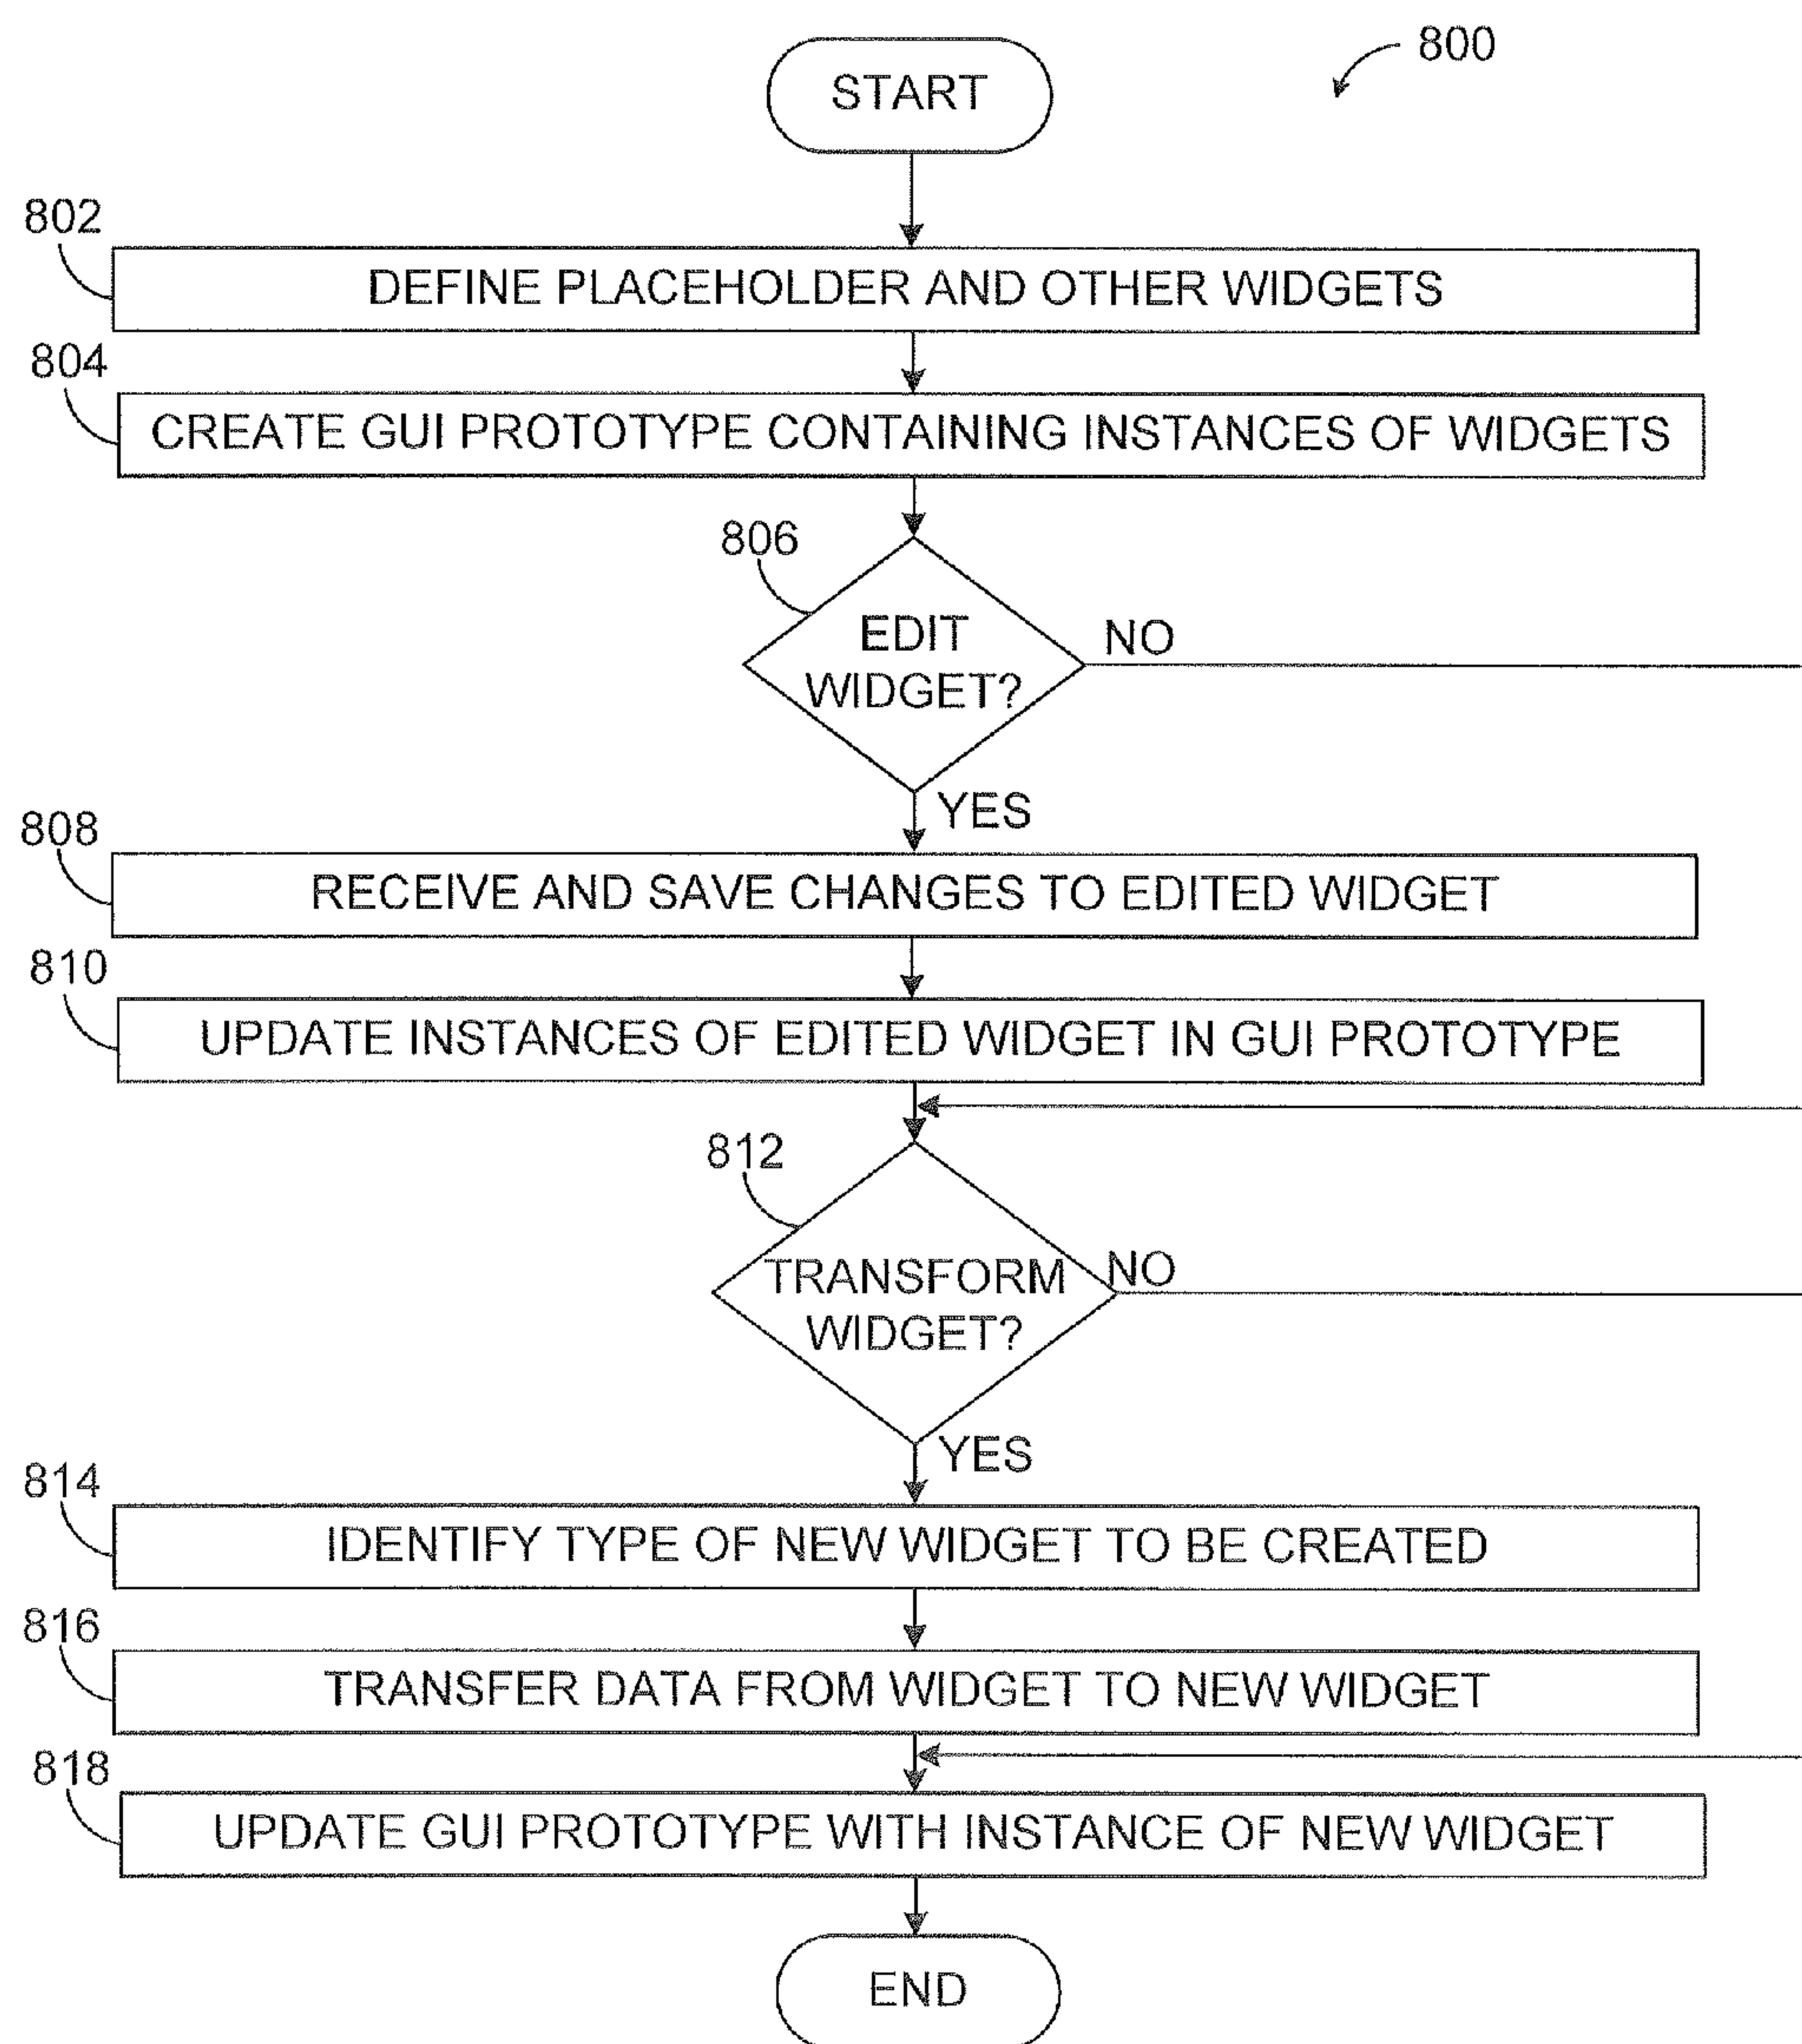 800
START
802
DEFINE PLACEHOLDER AND OTHER WIDGETS
804
CREATE GUI PROTOTYPE CONTAINING INSTANCES OF WIDGETS
806
EDIT
WIDGET?
NO
YES
808
RECEIVE AND SAVE CHANGES TO EDITED WIDGET
810
UPDATE INSTANCES OF EDITED WIDGET IN GUI PROTOTYPE
812
TRANSFORM
WIDGET?
NO
YES
814
IDENTIFY TYPE OF NEW WIDGET TO BE CREATED
816
TRANSFER DATA FROM WIDGET TO NEW WIDGET
818
UPDATE GUI PROTOTYPE WITH INSTANCE OF NEW WIDGET
END